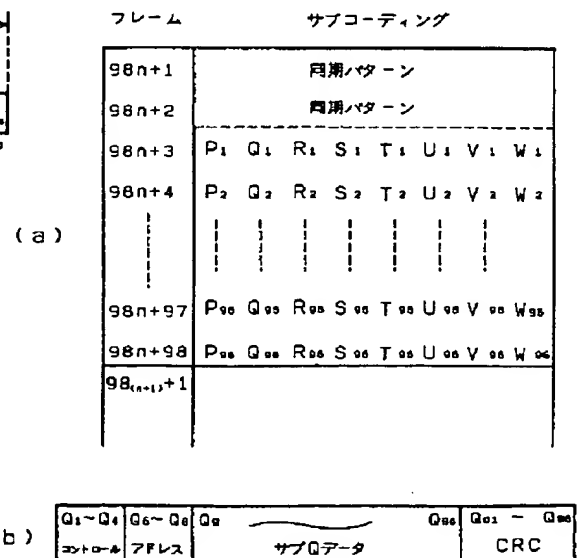 フレーム サブコーディング
98n+1 同期パターン
98n+2 同期パターン
98n+3 P₁ Q₁ R₁ S₁ T₁ U₁ V₁ W₁
98n+4 P₂ Q₂ R₂ S₂ T₂ U₂ V₂ W₂
(a)
98n+97 P₉₅ Q₉₅ R₉₅ S₉₅ T₉₅ U₉₅ V₉₅ W₉₅
98n+98 P₉₆ Q₉₆ R₉₆ S₉₆ T₉₆ U₉₆ V₉₆ W₉₆
98₍ₙ₊₁₎+1
b) Q₁~Q₄ Q₅~Q₈ Q₉ Q₈₁ - Q₉₆
コントロール アドレス サブQデータ CRC